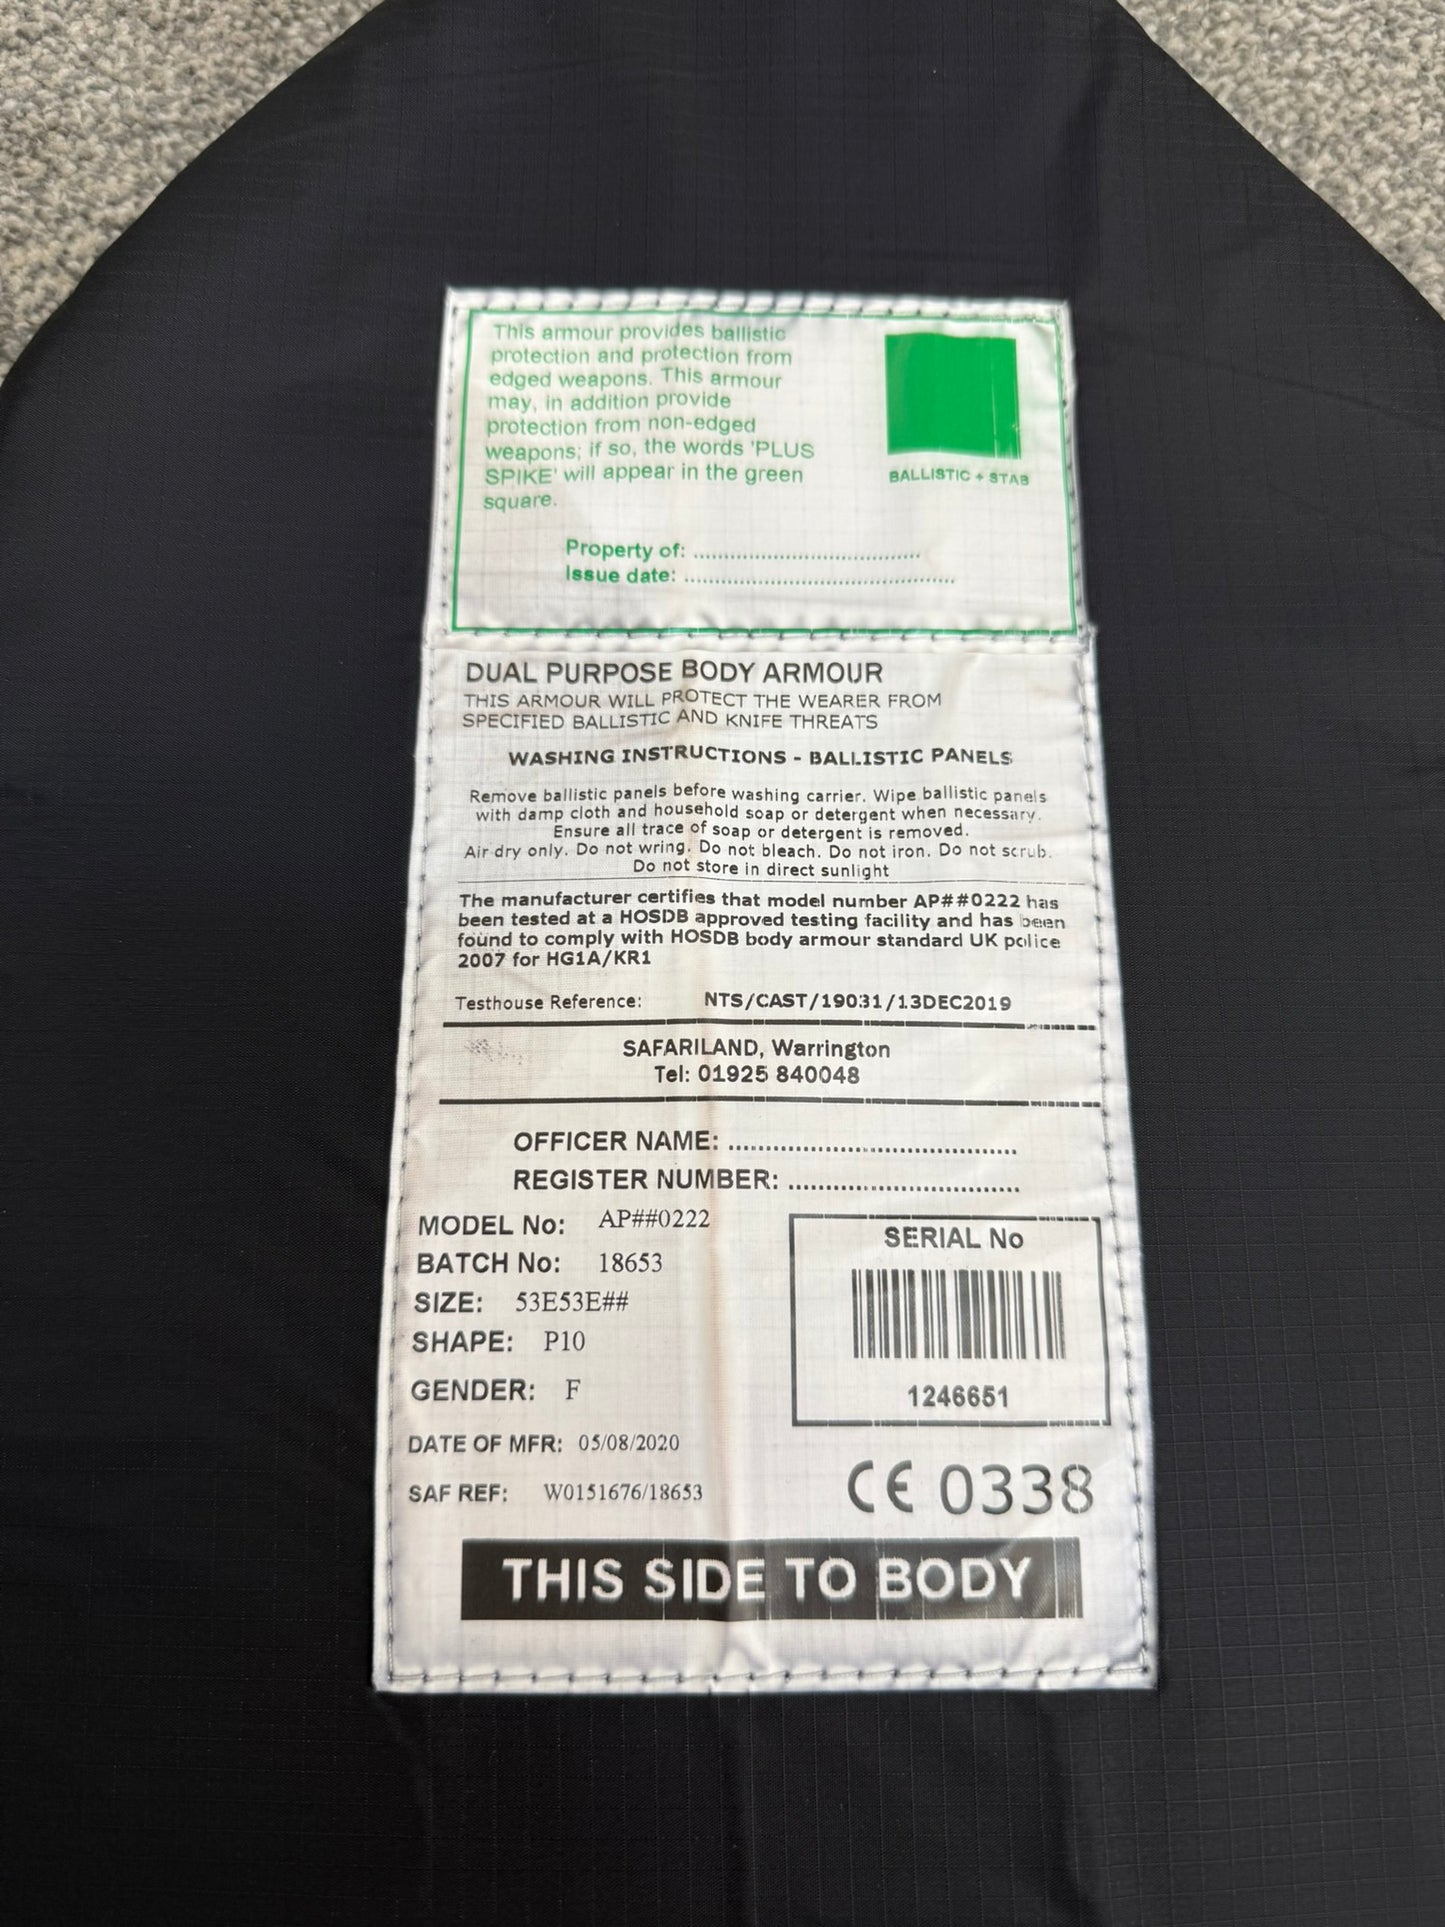 This armour provides ballistic
protection and protection from
edged weapons. This armour
may, in addition provide
protection from non-edged
weapons; if so, the words 'PLUS
SPIKE' will appear in the green
square.
BALLISTIC + STAB
Property of: ......................................
Issue date: .............................................
DUAL PURPOSE BODY ARMOUR
THIS ARMOUR WILL PROTECT THE WEARER FROM
SPECIFIED BALLISTIC AND KNIFE THREATS
WASHING INSTRUCTIONS - BALLISTIC PANELS
Remove ballistic panels before washing carrier. Wipe ballistic panels
with damp cloth and household soap or detergent when necessary.
Ensure all trace of soap or detergent is removed.
Air dry only. Do not wring. Do not bleach. Do not iron. Do not scrub.
Do not store in direct sunlight
The manufacturer certifies that model number AP##0222 has
been tested at a HOSDB approved testing facility and has been
found to comply with HOSDB body armour standard UK police
2007 for HG1A/KR1
Testhouse Reference: NTS/CAST/19031/13DEC2019
SAFARILAND, Warrington
Tel: 01925 840048
OFFICER NAME: ......................................
REGISTER NUMBER: ..............................
MODEL No: AP##0222
BATCH No: 18653
SIZE: 53E53E##
SHAPE: P10
GENDER: F
DATE OF MFR: 05/08/2020
SAF REF: W0151676/18653
SERIAL No
1246651
CE 0338
THIS SIDE TO BODY